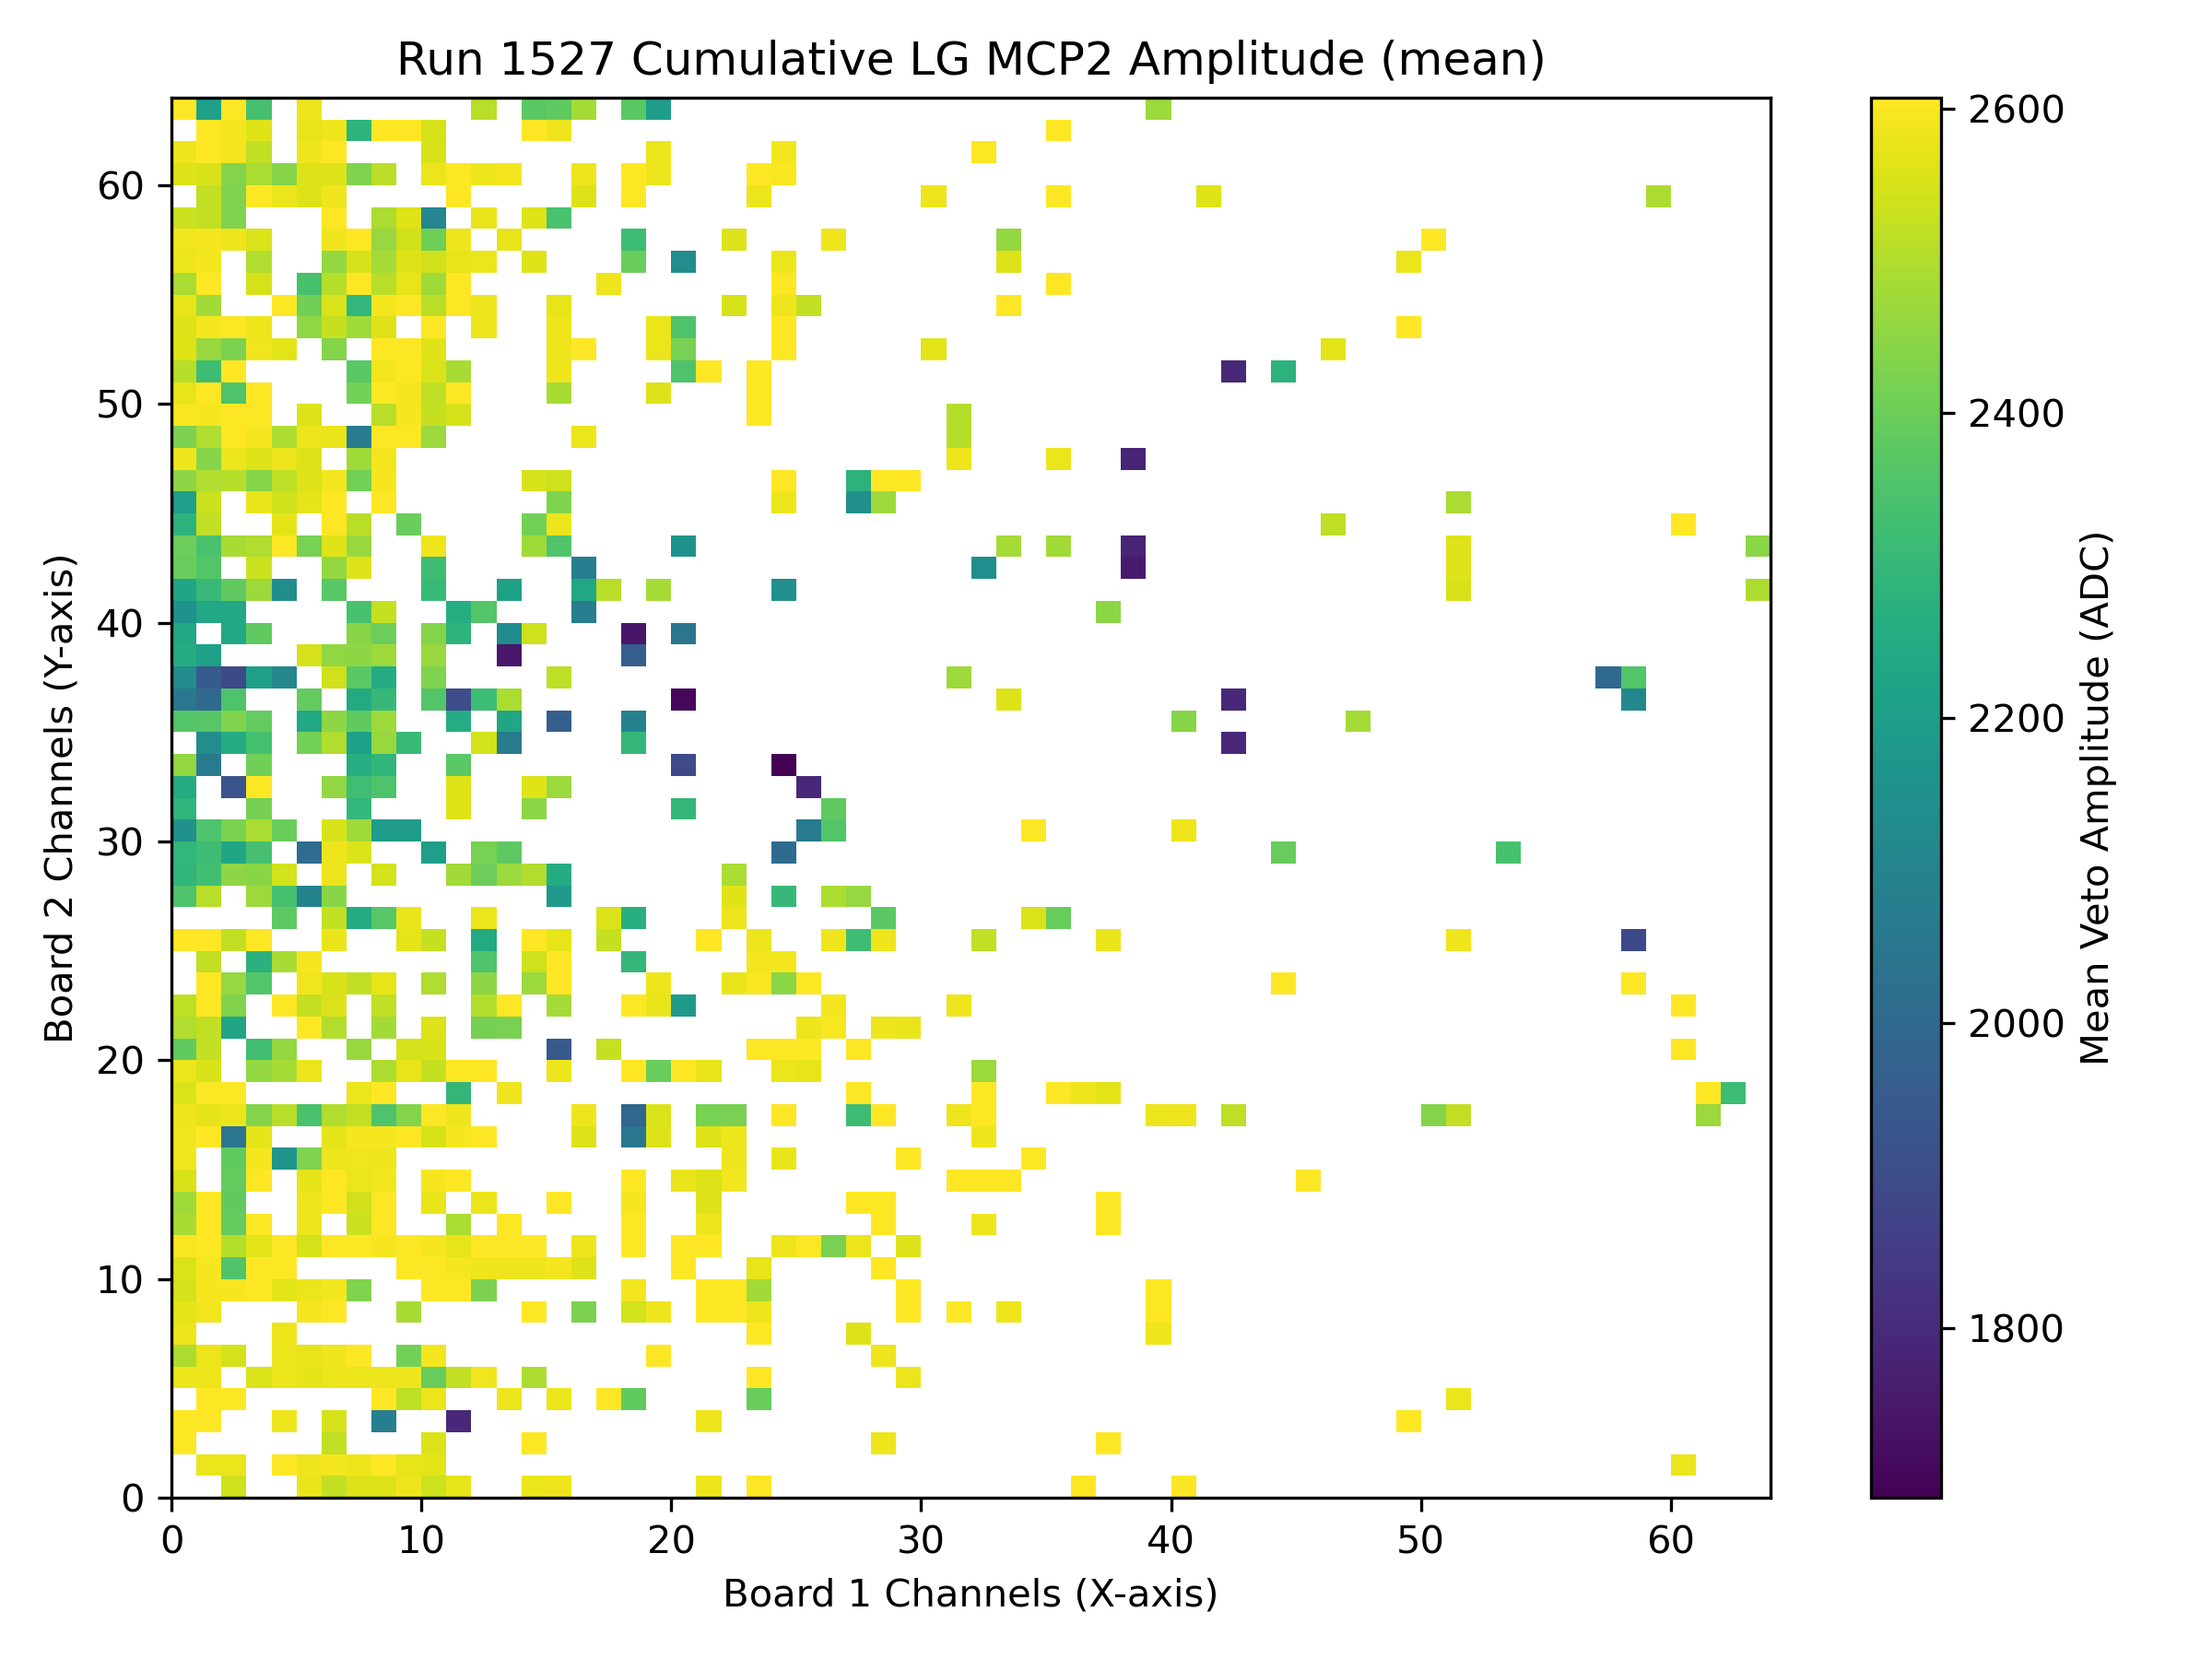 Run 1527 Cumulative LG MCP2 Amplitude (mean)
60
50
40
30
20
10
0
Board 2 Channels (Y-axis)
0 10 20 30 40 50 60
Board 1 Channels (X-axis)
2600
2400
2200
2000
1800
Mean Veto Amplitude (ADC)